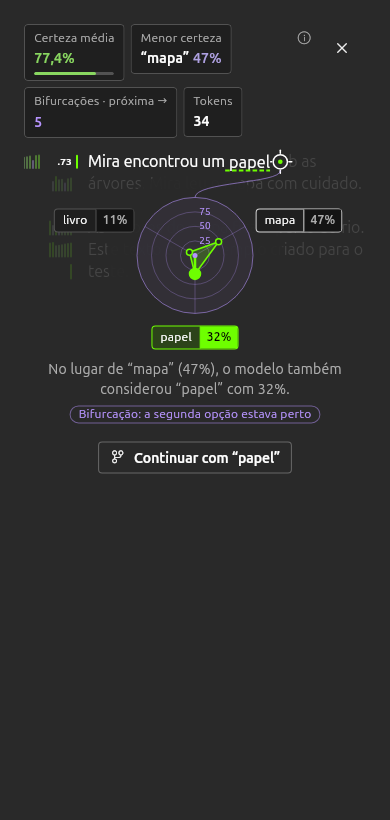 Certeza média
77,4%
Menor certeza
“mapa” 47%
Bifurcações · próxima →
5
Tokens
34
.73 Mira encontrou um papel as
árvores com cuidado.
livro 11%
mapa 47%
75
50
25
iado para o
tes
papel 32%
No lugar de “mapa” (47%), o modelo também
considerou “papel” com 32%.
Bifurcação: a segunda opção estava perto
Continuar com “papel”